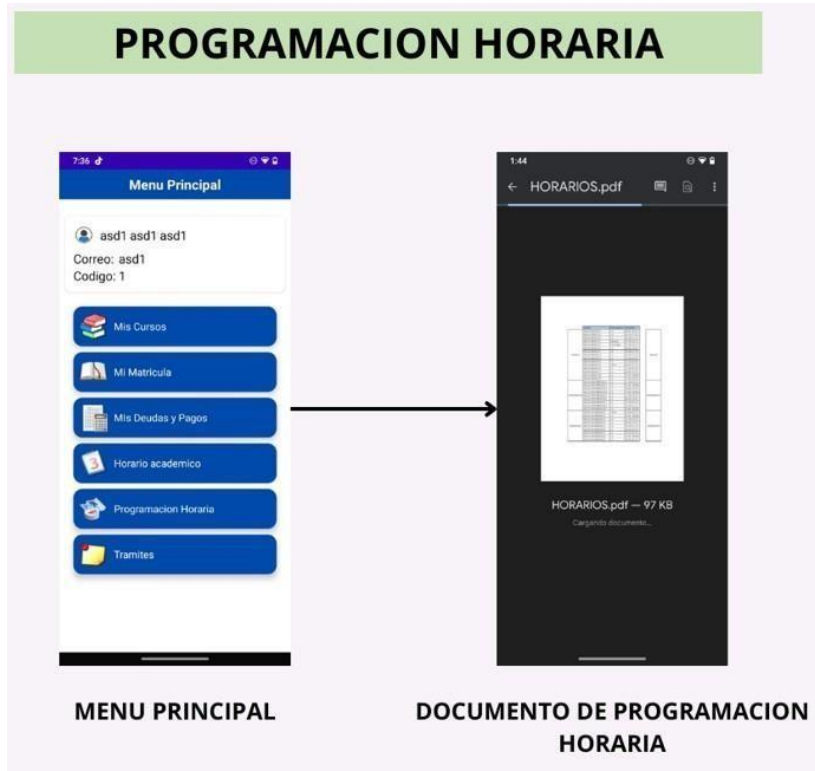 PROGRAMACION HORARIA
7:36
Menu Principal
asd1 asd1 asd1
Correo: asd1
Codigo: 1
Mis Cursos
Mi Matricula
Mis Deudas y Pagos
3
Horario academico
Programacion Horaria
Tramites
MENU PRINCIPAL
1:44
HORARIOS.pdf
HORARIOS.pdf — 97 KB
Cargando documento...
DOCUMENTO DE PROGRAMACION
HORARIA